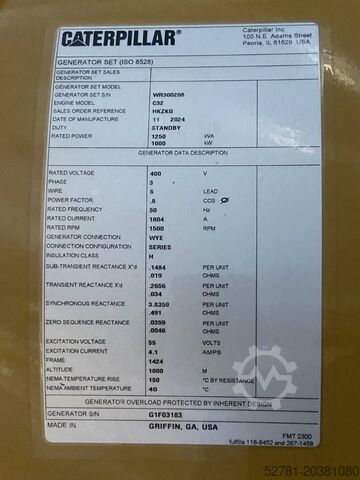 CATERPILLAR®
Caterpillar Inc.
100 N.E. Adams Street
Peoria, IL 61629 USA
GENERATOR SET (ISO 8528)
GENERATOR SET SALES DESCRIPTION
GENERATOR SET MODEL
GENERATOR SET S/N WR300208
ENGINE MODEL C32
SALES ORDER REFERENCE HKZKG
DATE OF MANUFACTURE 11 2024
DUTY STANDBY
RATED POWER 1250 kVA
1000 kW
GENERATOR DATA DESCRIPTION
RATED VOLTAGE 400 V
PHASE 3
WIRE 6 LEAD
POWER FACTOR .8 COS Ø
RATED FREQUENCY 50 Hz
RATED CURRENT 1804 A
RATED RPM 1500 RPM
GENERATOR CONNECTION WYE
CONNECTION CONFIGURATION SERIES
INSULATION CLASS H
SUB-TRANSIENT REACTANCE X"d .1484 PER UNIT
.019 OHMS
TRANSIENT REACTANCE X'd .2656 PER UNIT
.034 OHMS
SYNCHRONOUS REACTANCE 3.8359 PER UNIT
.491 OHMS
ZERO SEQUENCE REACTANCE .0359 PER UNIT
.0046 OHMS
EXCITATION VOLTAGE 55 VOLTS
EXCITATION CURRENT 4.1 AMPS
FRAME 1424
ALTITUDE 1000 M
NEMA TEMPERATURE RISE 150 °C BY RESISTANCE
NEMA AMBIENT TEMPERATURE 40 °C
GENERATOR OVERLOAD PROTECTED BY INHERENT DESIGN
GENERATOR S/N G1F03183
MADE IN GRIFFIN, GA, USA
FMT 2300
fulfills 118-8452 and 267-1458
52781-20381080